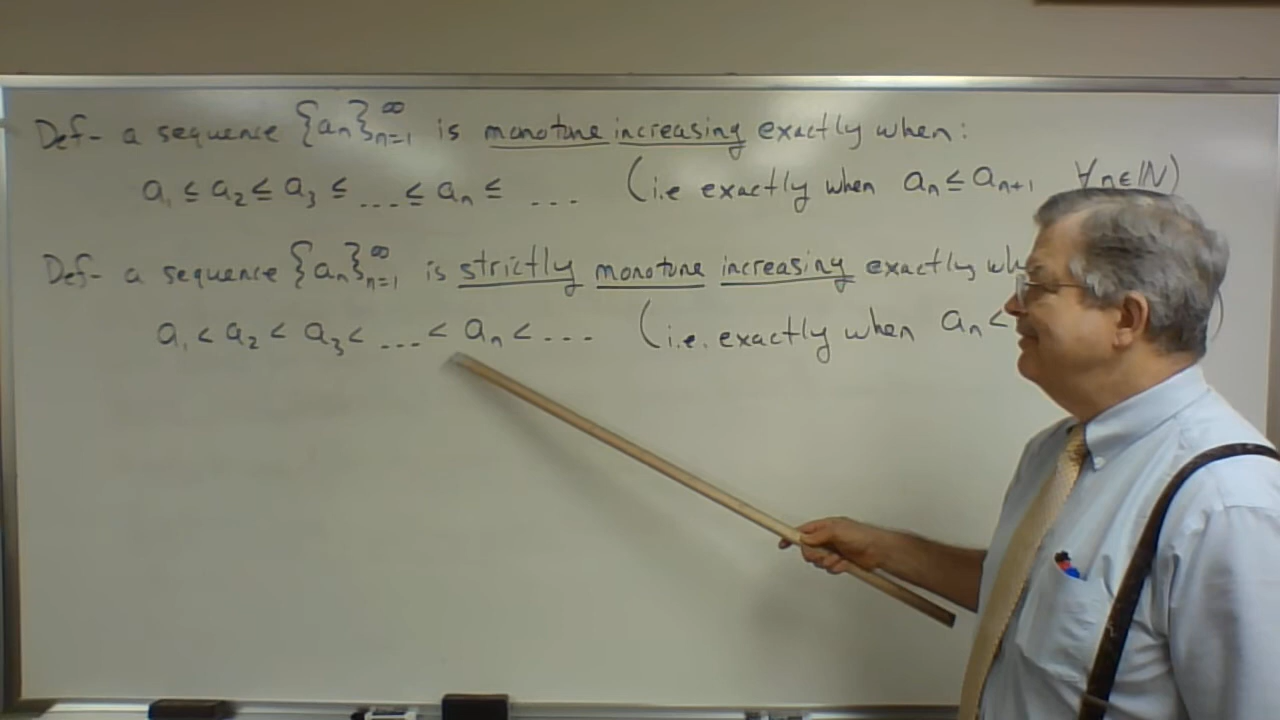 Def- a sequence {aₙ}ₙ₌₁^∞ is monotone increasing exactly when:
a₁ ≤ a₂ ≤ a₃ ≤ ... ≤ aₙ ≤ ... (i.e exactly when aₙ ≤ aₙ₊₁ ∀n∈ℕ)
Def- a sequence {aₙ}ₙ₌₁^∞ is strictly monotone increasing exactly
a₁ < a₂ < a₃ < ... < aₙ < ... (i.e. exactly when aₙ < )